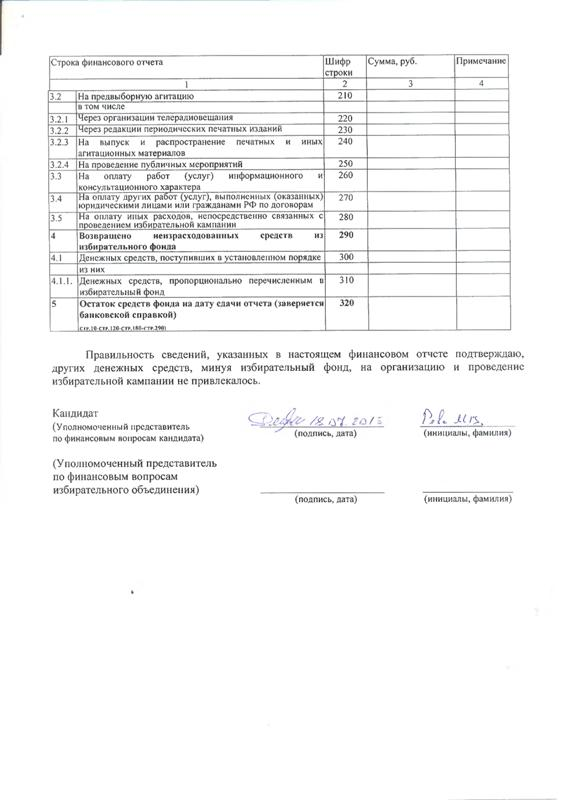 Строка финансового отчета Шифр строки Сумма, руб. Примечание
1 2 3 4
3.2 На предвыборную агитацию 210
в том числе
3.2.1 Через организации телерадиовещания 220
3.2.2 Через редакции периодических печатных изданий 230
3.2.3 На выпуск и распространение печатных и иных 240
агитационных материалов
3.2.4 На проведение публичных мероприятий 250
3.3 На оплату работ (услуг) информационного и 260
консультационного характера
3.4 На оплату других работ (услуг), выполненных (оказанных) 270
юридическими лицами или гражданами РФ по договорам
3.5 На оплату иных расходов, непосредственно связанных с 280
проведением избирательной кампании
4 Возвращено неизрасходованных средств из 290
избирательного фонда
4.1 Денежных средств, поступивших в установленном порядке 300
из них
4.1.1. Денежных средств, пропорционально перечисленным в 310
избирательный фонд
5 Остаток средств фонда на дату сдачи отчета (заверяется 320
банковской справкой)
(стр.10-стр.120-стр.180-стр.290)
Правильность сведений, указанных в настоящем финансовом отчете подтверждаю,
других денежных средств, минуя избирательный фонд, на организацию и проведение
избирательной кампании не привлекалось.
Кандидат
(Уполномоченный представитель
по финансовым вопросам кандидата)
(подпись, дата) (инициалы, фамилия)
(Уполномоченный представитель
по финансовым вопросам
избирательного объединения)
(подпись, дата) (инициалы, фамилия)